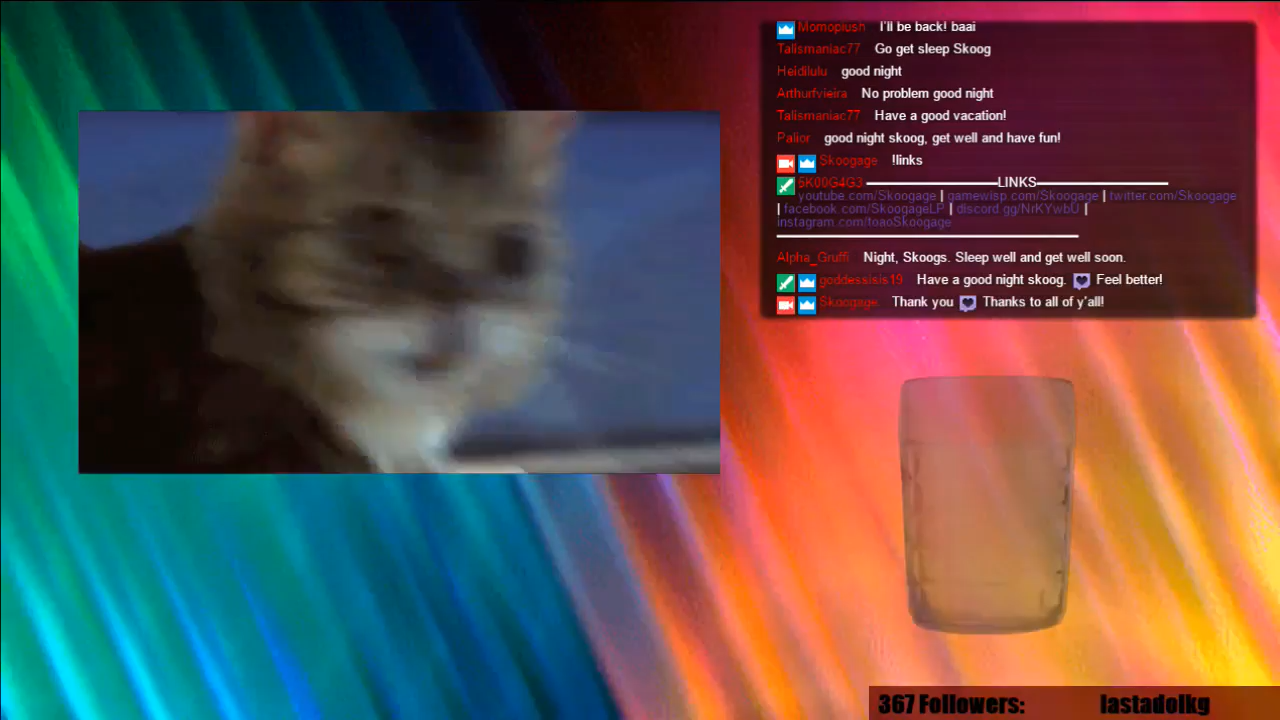 Momopiush I'll be back! baai
Talismaniac77 Go get sleep Skoog
Heidilulu good night
Arthurfvieira No problem good night
Talismaniac77 Have a good vacation!
Palior good night skoog, get well and have fun!
Skoogage !links
SK00G4G3 ━━━━━━━━━━LINKS━━━━━━━━━━
youtube.com/Skoogage | gamewisp.com/Skoogage | twitter.com/Skoogage
| facebook.com/SkoogageLP | discord.gg/NrKYwbU |
instagram.com/toaoSkoogage
Alpha_Gruffi Night, Skoogs. Sleep well and get well soon.
goddessisis19 Have a good night skoog. Feel better!
Skoogage Thank you Thanks to all of y'all!
367 Followers: lastadolkg